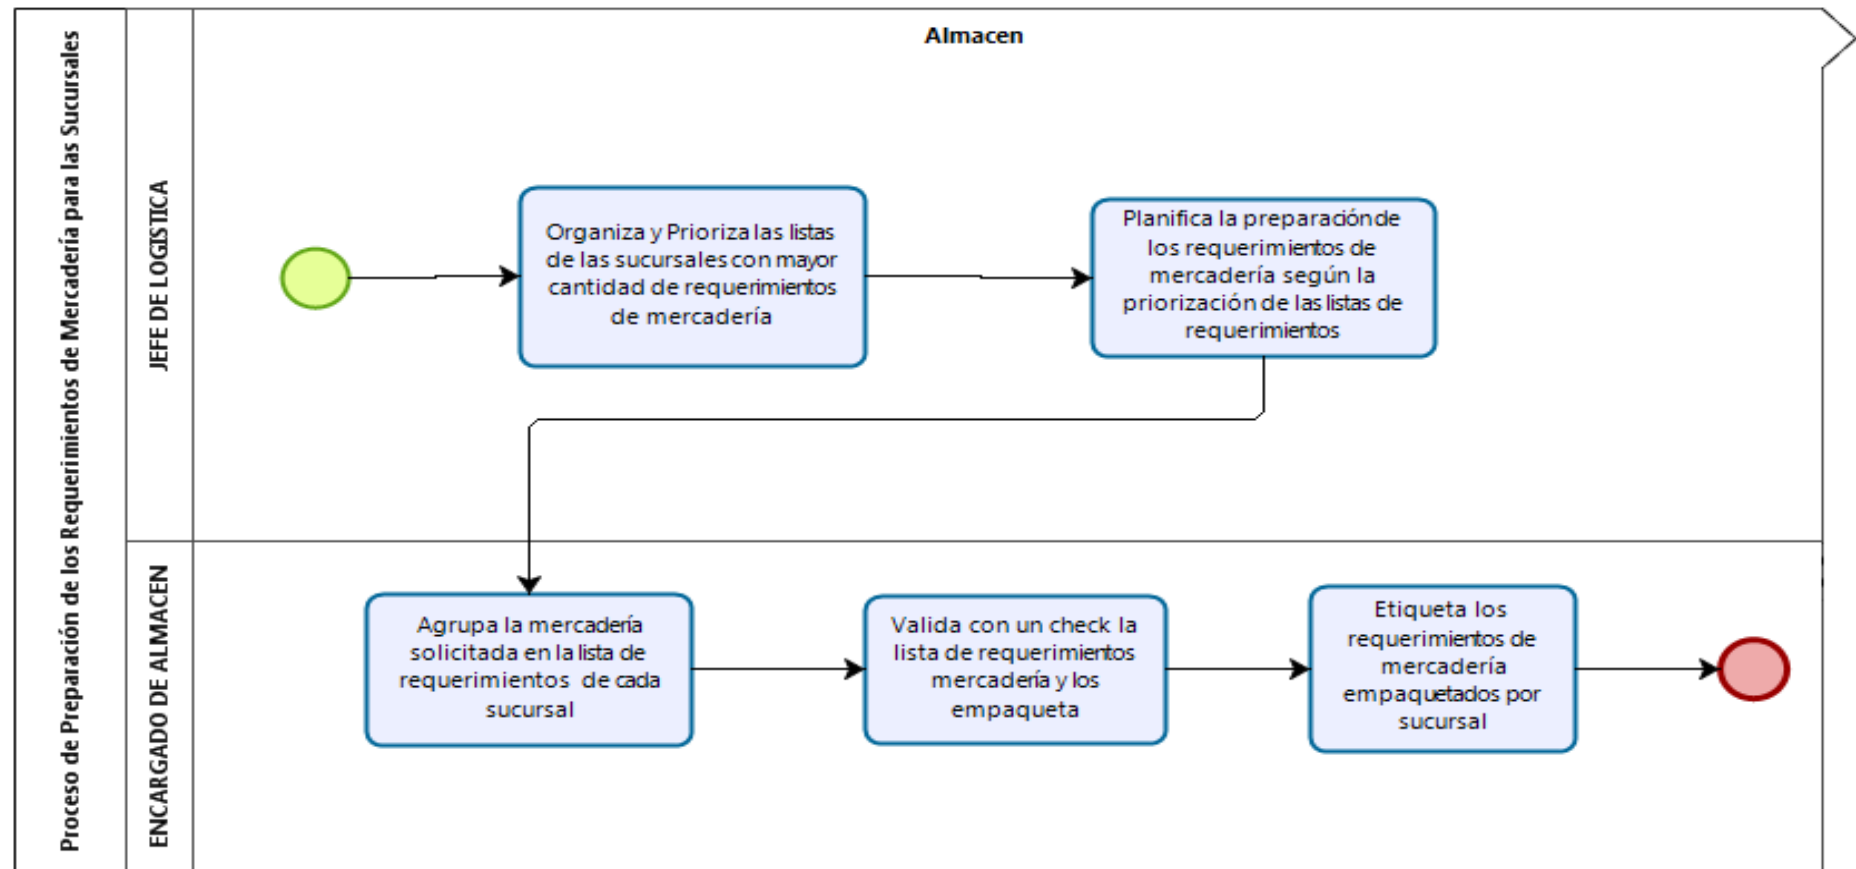 Almacen
Proceso de Preparación de los Requerimientos de Mercadería para las Sucursales
JEFE DE LOGISTICA
Organiza y Prioriza las listas
de las sucursales con mayor
cantidad de requerimientos
de mercadería
Planifica la preparación de
los requerimientos de
mercadería según la
priorización de las listas de
requerimientos
ENCARGADO DE ALMACEN
Agrupa la mercadería
solicitada en la lista de
requerimientos de cada
sucursal
Valida con un check la
lista de requerimientos
mercadería y los
empaqueta
Etiqueta los
requerimientos de
mercadería
empaquetados por
sucursal